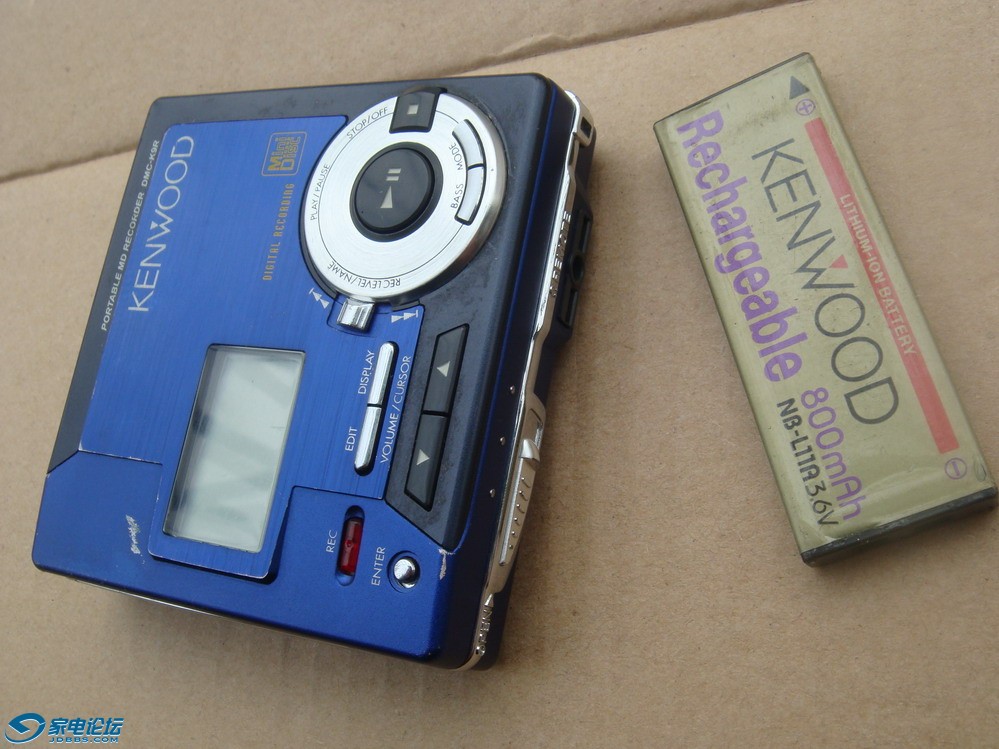 PORTABLE MD RECORDER DMC-K9R
KENWOOD
DIGITAL RECORDING
MiniDisc
STOP/OFF
PLAY/PAUSE
MODE
BASS
REC LEVEL/NAME
DISPLAY
EDIT
VOLUME/CURSOR
REC
ENTER
REMOTE
LITHIUM-ION BATTERY
KENWOOD
Rechargeable 800mAh
NB-L11A 3.6V
家电论坛
JDBBS.COM